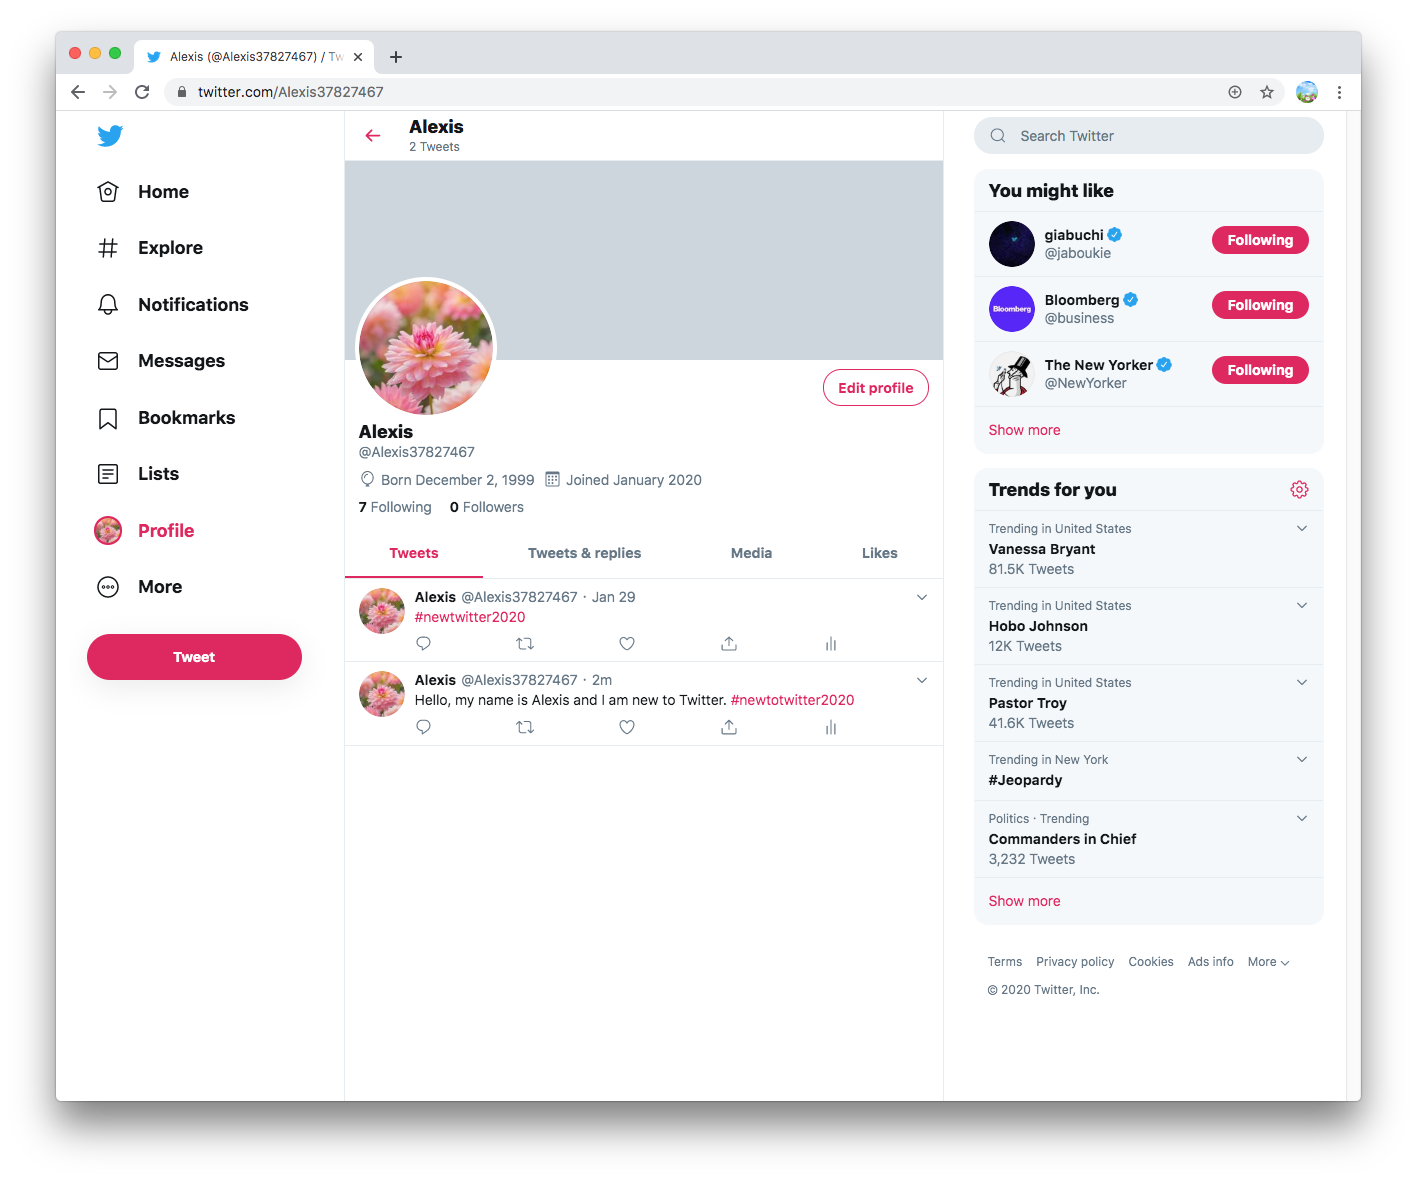 Alexis (@Alexis37827467) / Tw
twitter.com/Alexis37827467
Home
Explore
Notifications
Messages
Bookmarks
Lists
Profile
More
Tweet
Alexis
2 Tweets
Edit profile
Alexis
@Alexis37827467
Born December 2, 1999 Joined January 2020
7 Following 0 Followers
Tweets Tweets & replies Media Likes
Alexis @Alexis37827467 · Jan 29
#newtwitter2020
Alexis @Alexis37827467 · 2m
Hello, my name is Alexis and I am new to Twitter. #newtotwitter2020
Search Twitter
You might like
giabuchi
@jaboukie
Following
Bloomberg
Bloomberg
@business
Following
The New Yorker
@NewYorker
Following
Show more
Trends for you
Trending in United States
Vanessa Bryant
81.5K Tweets
Trending in United States
Hobo Johnson
12K Tweets
Trending in United States
Pastor Troy
41.6K Tweets
Trending in New York
#Jeopardy
Politics · Trending
Commanders in Chief
3,232 Tweets
Show more
Terms Privacy policy Cookies Ads info More
© 2020 Twitter, Inc.